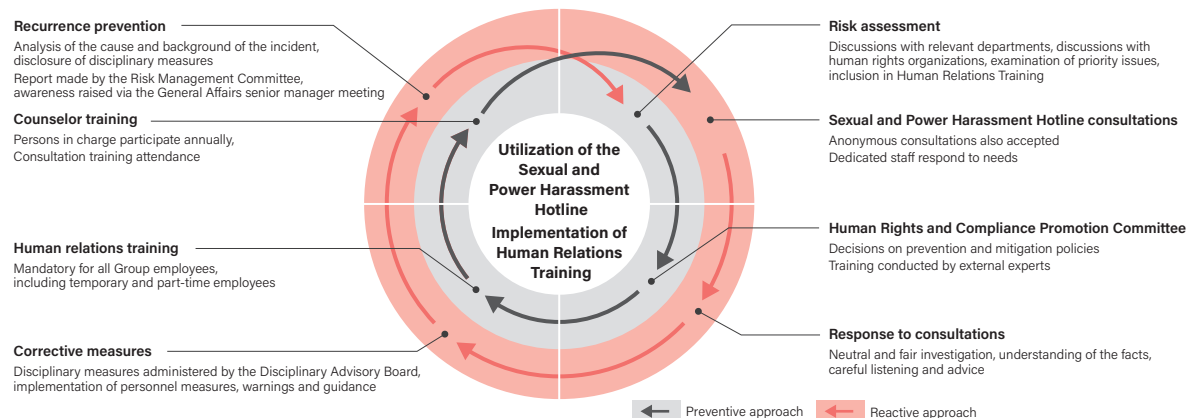 Recurrence prevention
Analysis of the cause and background of the incident,
disclosure of disciplinary measures
Report made by the Risk Management Committee,
awareness raised via the General Affairs senior manager meeting
Counselor training
Persons in charge participate annually,
Consultation training attendance
Human relations training
Mandatory for all Group employees,
including temporary and part-time employees
Corrective measures
Disciplinary measures administered by the Disciplinary Advisory Board,
implementation of personnel measures, warnings and guidance
Utilization of the
Sexual and
Power Harassment
Hotline
Implementation of
Human Relations
Training
Risk assessment
Discussions with relevant departments, discussions with
human rights organizations, examination of priority issues,
inclusion in Human Relations Training
Sexual and Power Harassment Hotline consultations
Anonymous consultations also accepted
Dedicated staff respond to needs
Human Rights and Compliance Promotion Committee
Decisions on prevention and mitigation policies
Training conducted by external experts
Response to consultations
Neutral and fair investigation, understanding of the facts,
careful listening and advice
Preventive approach
Reactive approach